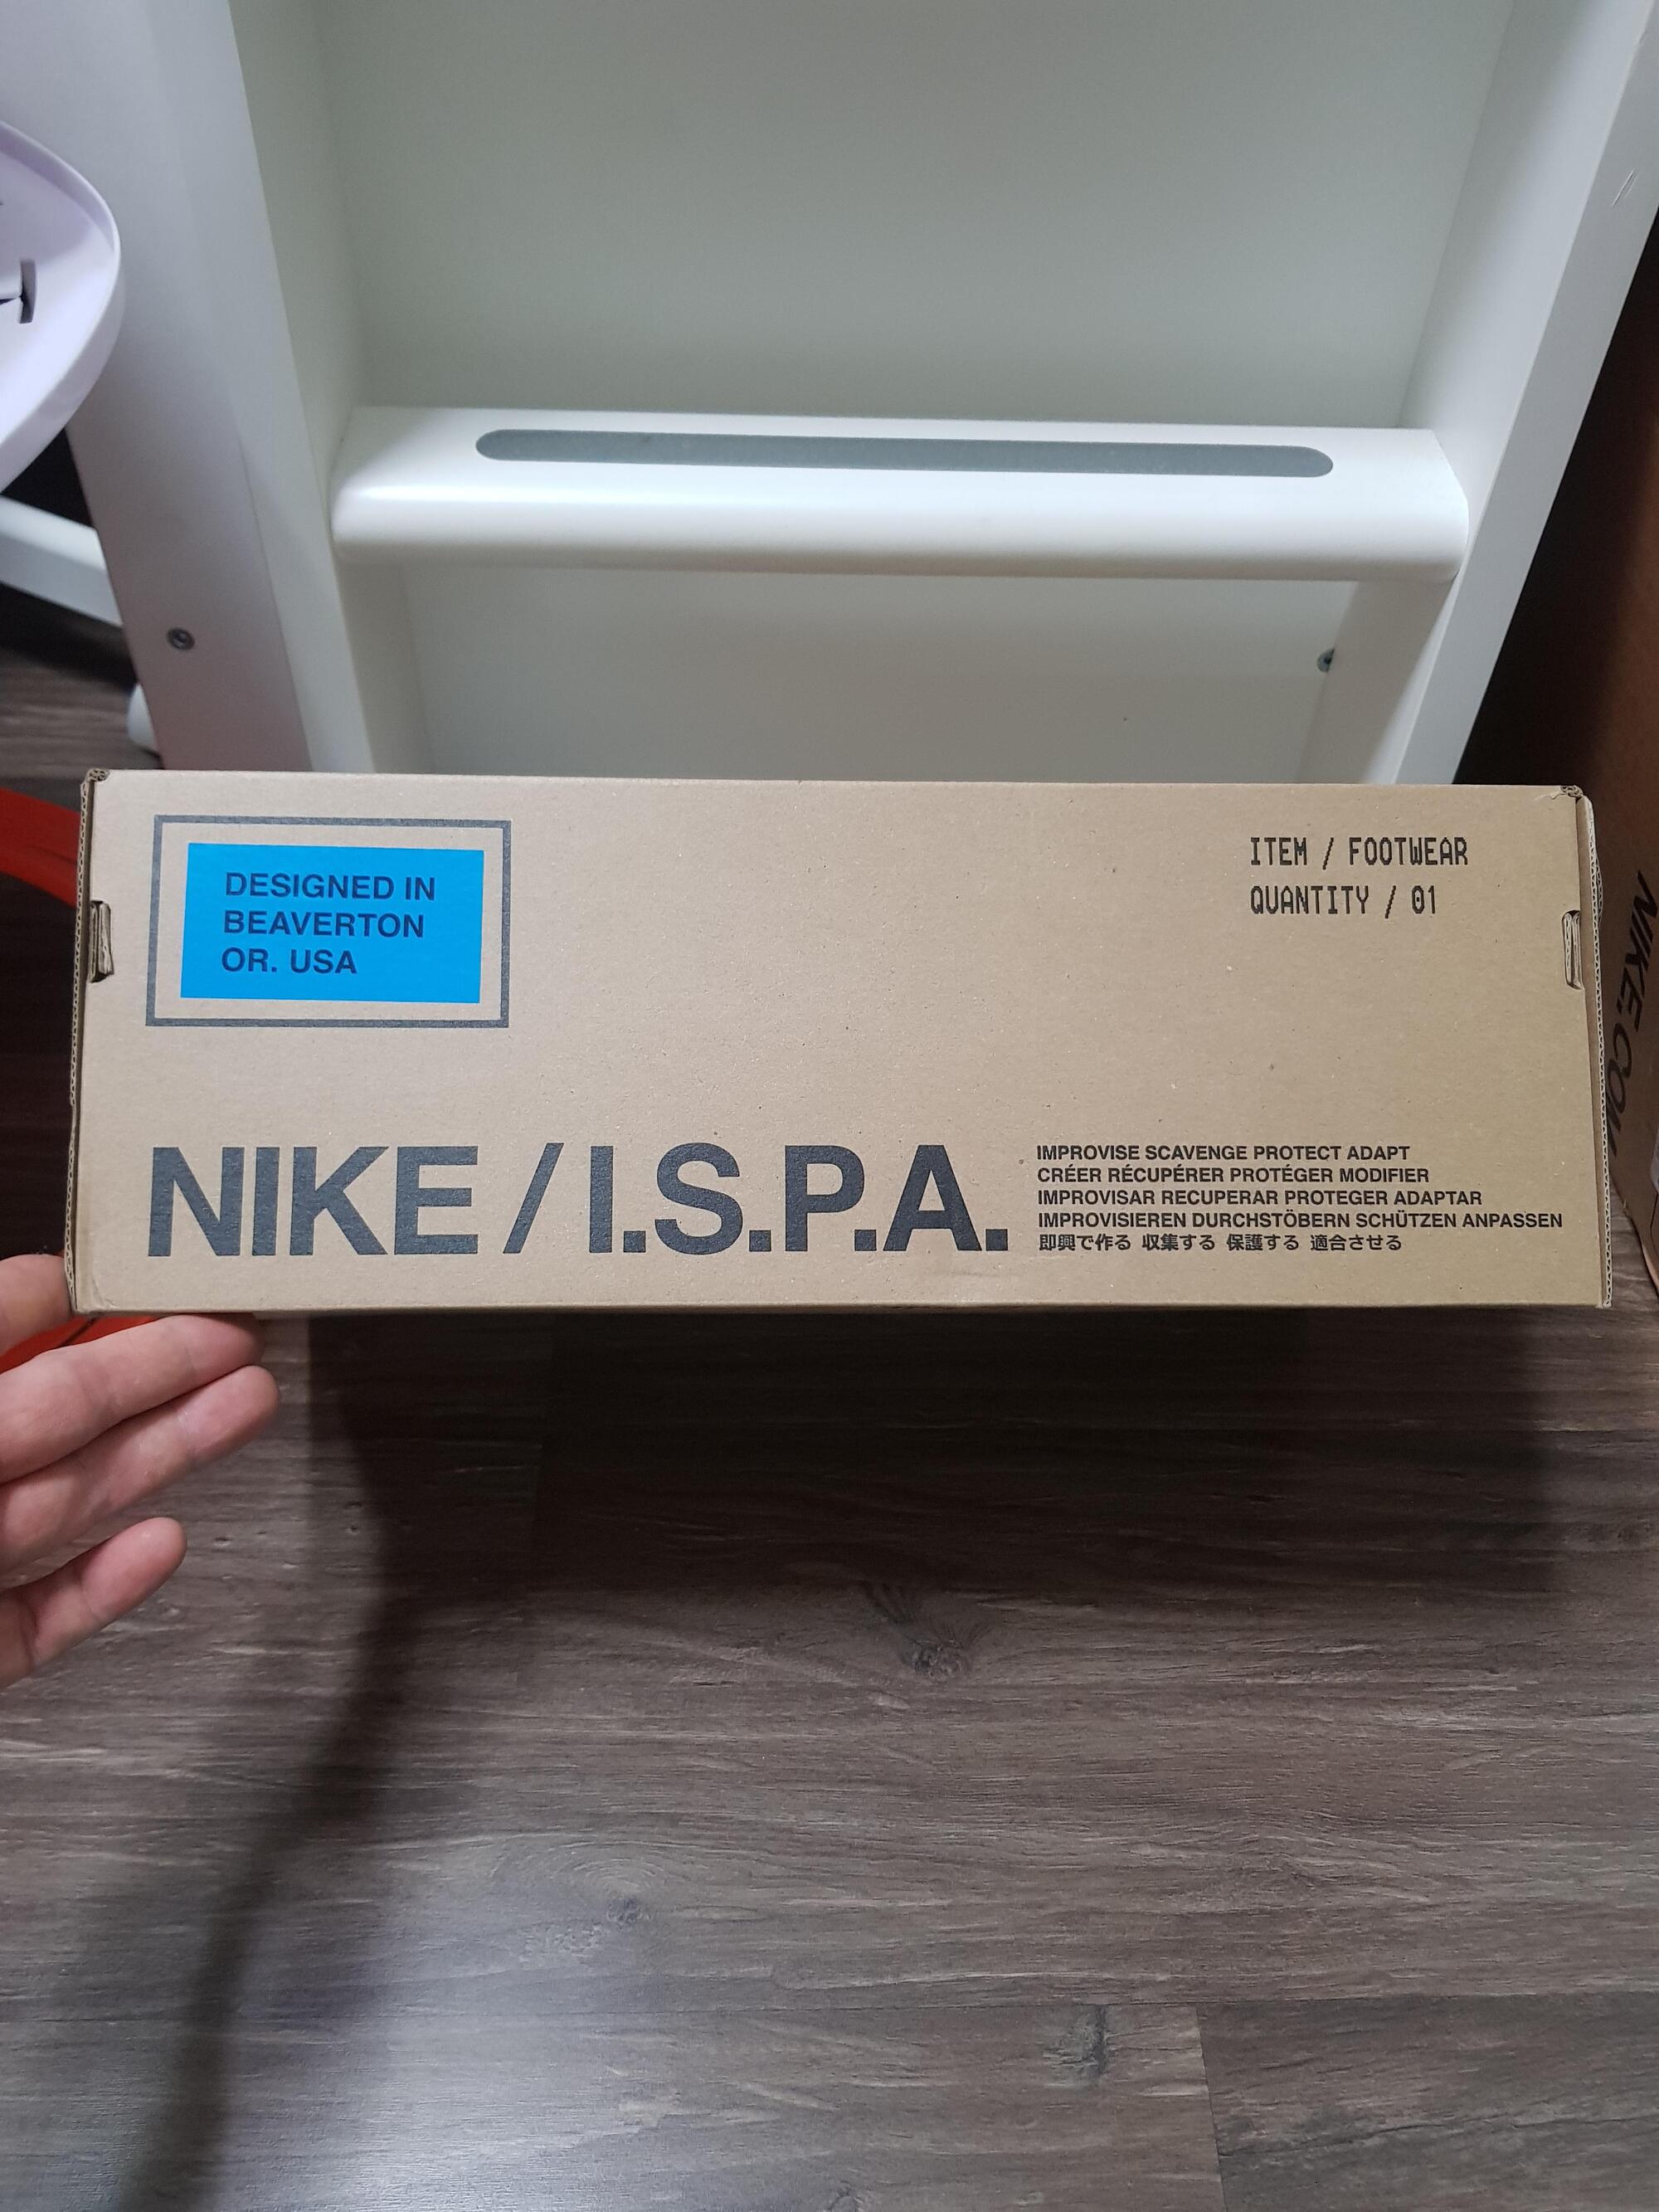 DESIGNED IN
BEAVERTON
OR. USA
ITEM / FOOTWEAR
QUANTITY / 01
NIKE / I.S.P.A.
IMPROVISE SCAVENGE PROTECT ADAPT
CRÉER RÉCUPÉRER PROTÉGER MODIFIER
IMPROVISAR RECUPERAR PROTEGER ADAPTAR
IMPROVISIEREN DURCHSTÖBERN SCHÜTZEN ANPASSEN
即興で作る 収集する 保護する 適合させる
NIKE.COM